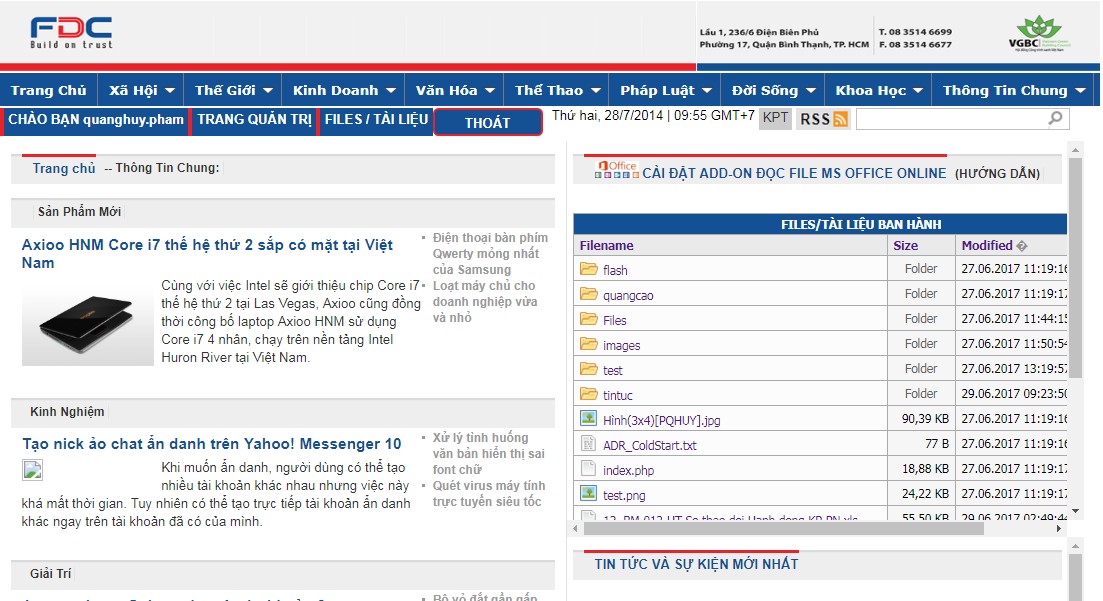 FDC
Build on trust
Lầu 1, 236/6 Điện Biên Phủ
Phường 17, Quận Bình Thạnh, TP. HCM
T. 08 3514 6699
F. 08 3514 6677
VGBC
Trang Chủ Xã Hội Thế Giới Kinh Doanh Văn Hóa Thể Thao Pháp Luật Đời Sống Khoa Học Thông Tin Chung
CHÀO BẠN quanghuy.pham TRANG QUẢN TRỊ FILES / TÀI LIỆU THOÁT Thứ hai, 28/7/2014 | 09:55 GMT+7 KPT RSS
Trang chủ -- Thông Tin Chung:
Sản Phẩm Mới
Axioo HNM Core i7 thế hệ thứ 2 sắp có mặt tại Việt
Nam
Cùng với việc Intel sẽ giới thiệu chip Core i7
thế hệ thứ 2 tại Las Vegas, Axioo cũng đồng
thời công bố laptop Axioo HNM sử dụng
Core i7 4 nhân, chạy trên nền tảng Intel
Huron River tại Việt Nam.
Điện thoại bàn phím
Qwerty mỏng nhất
của Samsung
Loạt máy chủ cho
doanh nghiệp vừa
và nhỏ
Kinh Nghiệm
Tạo nick ảo chat ẩn danh trên Yahoo! Messenger 10
Khi muốn ẩn danh, người dùng có thể tạo
nhiều tài khoản khác nhau nhưng việc này
khá mất thời gian. Tuy nhiên có thể tạo trực tiếp tài khoản ẩn danh
khác ngay trên tài khoản đã có của mình.
Xử lý tình huống
văn bản hiển thị sai
font chữ
Quét virus máy tính
trực tuyến siêu tốc
Giải Trí
Bộ vỏ đắt gần gấp
Office CÀI ĐẶT ADD-ON ĐỌC FILE MS OFFICE ONLINE (HƯỚNG DẪN)
FILES/TÀI LIỆU BAN HÀNH
Filename Size Modified
flash Folder 27.06.2017 11:19:16
quangcao Folder 27.06.2017 11:19:17
Files Folder 27.06.2017 11:44:15
images Folder 27.06.2017 11:50:54
test Folder 27.06.2017 13:19:57
tintuc Folder 29.06.2017 09:23:50
Hình(3x4)[PQHUY].jpg 90,39 KB 27.06.2017 11:19:16
ADR_ColdStart.txt 77 B 27.06.2017 11:19:16
index.php 18,88 KB 27.06.2017 11:19:17
test.png 24,22 KB 27.06.2017 11:19:17
55,50 KB 29.06.2017 02:49:44
TIN TỨC VÀ SỰ KIỆN MỚI NHẤT